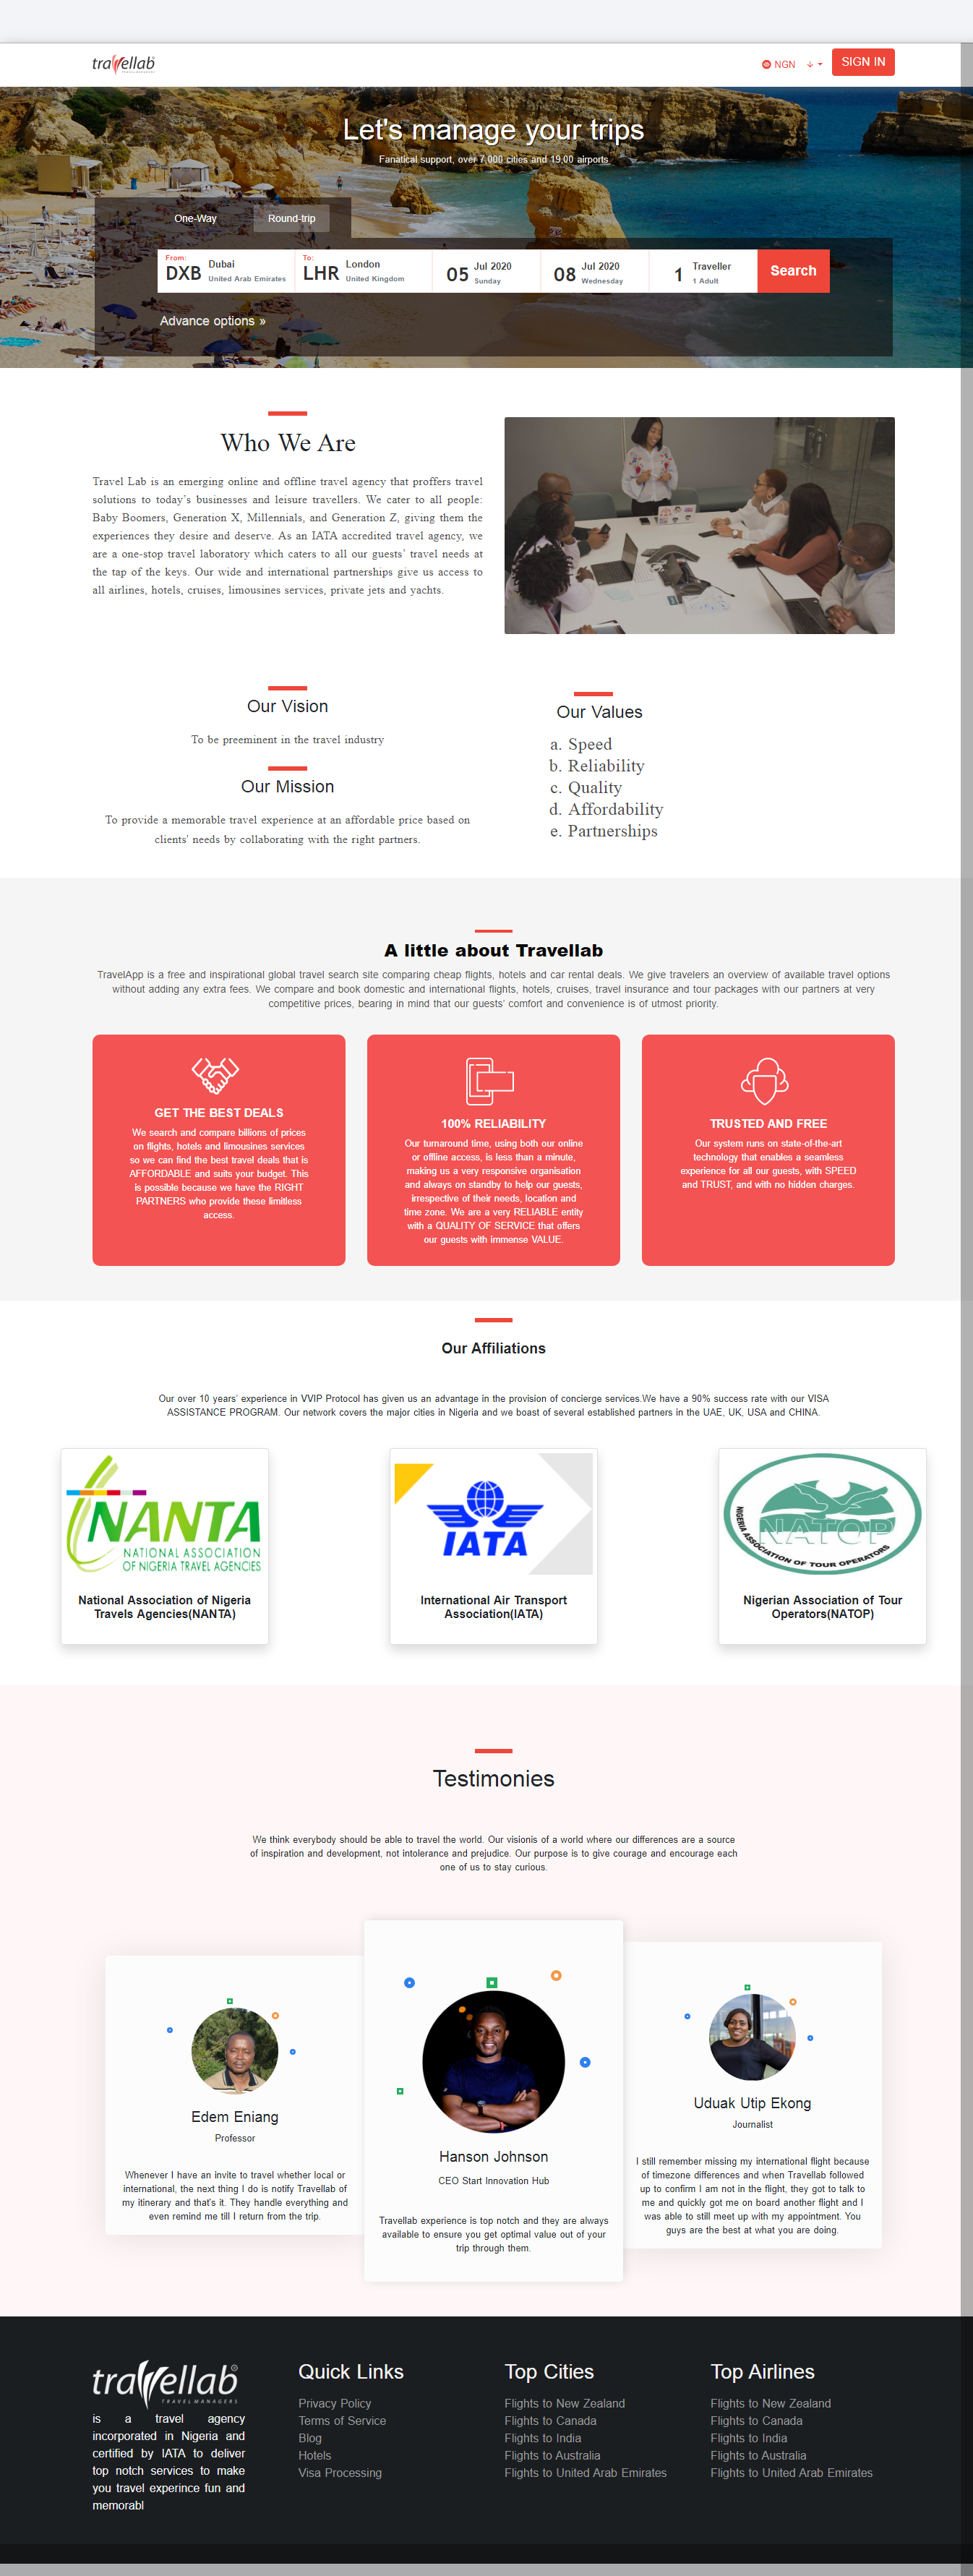 travellab
NGN
SIGN IN
Let's manage your trips
Fanatical support, over 7,000 cities and 19,00 airports
One-Way
Round-trip
From:
DXB
Dubai
United Arab Emirates
To:
LHR
London
United Kingdom
05
Jul 2020
Sunday
08
Jul 2020
Wednesday
1
Traveller
1 Adult
Search
Advance options »
Who We Are
Travel Lab is an emerging online and offline travel agency that proffers travel
solutions to today's businesses and leisure travellers. We cater to all people:
Baby Boomers, Generation X, Millennials, and Generation Z, giving them the
experiences they desire and deserve. As an IATA accredited travel agency, we
are a one-stop travel laboratory which caters to all our guests' travel needs at
the tap of the keys. Our wide and international partnerships give us access to
all airlines, hotels, cruises, limousines services, private jets and yachts.
Our Vision
To be preeminent in the travel industry
Our Mission
To provide a memorable travel experience at an affordable price based on
clients' needs by collaborating with the right partners.
Our Values
a. Speed
b. Reliability
c. Quality
d. Affordability
e. Partnerships
A little about Travellab
TravelApp is a free and inspirational global travel search site comparing cheap flights, hotels and car rental deals. We give travelers an overview of available travel options
without adding any extra fees. We compare and book domestic and international flights, hotels, cruises, travel insurance and tour packages with our partners at very
competitive prices, bearing in mind that our guests' comfort and convenience is of utmost priority.
GET THE BEST DEALS
We search and compare billions of prices
on flights, hotels and limousines services
so we can find the best travel deals that is
AFFORDABLE and suits your budget. This
is possible because we have the RIGHT
PARTNERS who provide these limitless
access.
100% RELIABILITY
Our turnaround time, using both our online
or offline access, is less than a minute,
making us a very responsive organisation
and always on standby to help our guests,
irrespective of their needs, location and
time zone. We are a very RELIABLE entity
with a QUALITY OF SERVICE that offers
our guests with immense VALUE.
TRUSTED AND FREE
Our system runs on state-of-the-art
technology that enables a seamless
experience for all our guests, with SPEED
and TRUST, and with no hidden charges.
Our Affiliations
Our over 10 years' experience in VVIP Protocol has given us an advantage in the provision of concierge services.We have a 90% success rate with our VISA
ASSISTANCE PROGRAM. Our network covers the major cities in Nigeria and we boast of several established partners in the UAE, UK, USA and CHINA.
NANTA
NATIONAL ASSOCIATION
OF NIGERIA TRAVEL AGENCIES
National Association of Nigeria
Travels Agencies(NANTA)
IATA
International Air Transport
Association(IATA)
NATOP
NIGERIA ASSOCIATION OF TOUR OPERATORS
Nigerian Association of Tour
Operators(NATOP)
Testimonies
We think everybody should be able to travel the world. Our visionis of a world where our differences are a source
of inspiration and development, not intolerance and prejudice. Our purpose is to give courage and encourage each
one of us to stay curious.
Edem Eniang
Professor
Whenever I have an invite to travel whether local or
international, the next thing I do is notify Travellab of
my itinerary and that's it. They handle everything and
even remind me till I return from the trip.
Hanson Johnson
CEO Start Innovation Hub
Travellab experience is top notch and they are always
available to ensure you get optimal value out of your
trip through them.
Uduak Utip Ekong
Journalist
I still remember missing my international flight because
of timezone differences and when Travellab followed
up to confirm I am not in the flight, they got to talk to
me and quickly got me on board another flight and I
was able to still meet up with my appointment. You
guys are the best at what you are doing.
travellab®
TRAVEL MANAGERS
is a travel agency
incorporated in Nigeria and
certified by IATA to deliver
top notch services to make
you travel experince fun and
memorabl
Quick Links
Privacy Policy
Terms of Service
Blog
Hotels
Visa Processing
Top Cities
Flights to New Zealand
Flights to Canada
Flights to India
Flights to Australia
Flights to United Arab Emirates
Top Airlines
Flights to New Zealand
Flights to Canada
Flights to India
Flights to Australia
Flights to United Arab Emirates